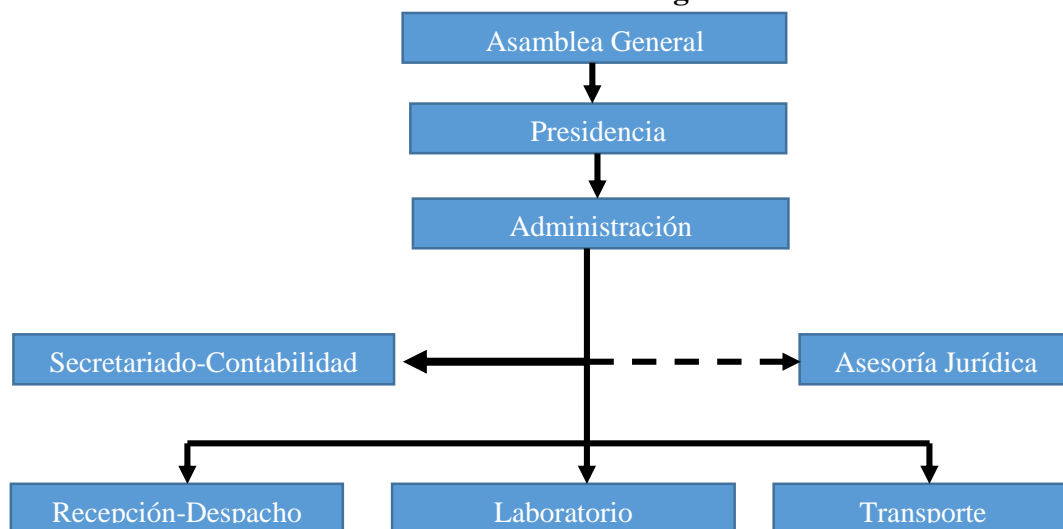 Asamblea General
Presidencia
Administración
Secretariado-Contabilidad
Asesoría Jurídica
Recepción-Despacho
Laboratorio
Transporte